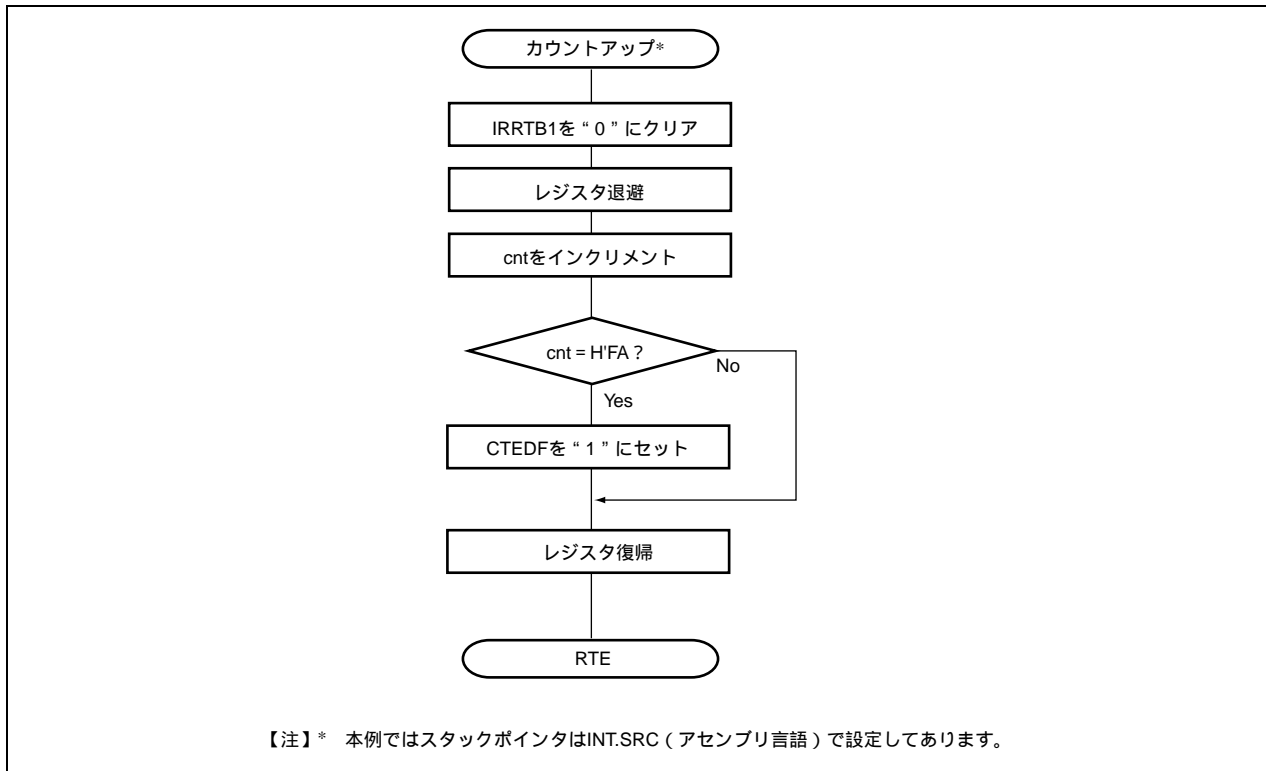 カウントアップ*
IRRTB1を“0”にクリア
レジスタ退避
cntをインクリメント
cnt = H'FA ?
No
Yes
CTEDFを“1”にセット
レジスタ復帰
RTE
【注】* 本例ではスタックポインタはINT.SRC(アセンブリ言語)で設定してあります。